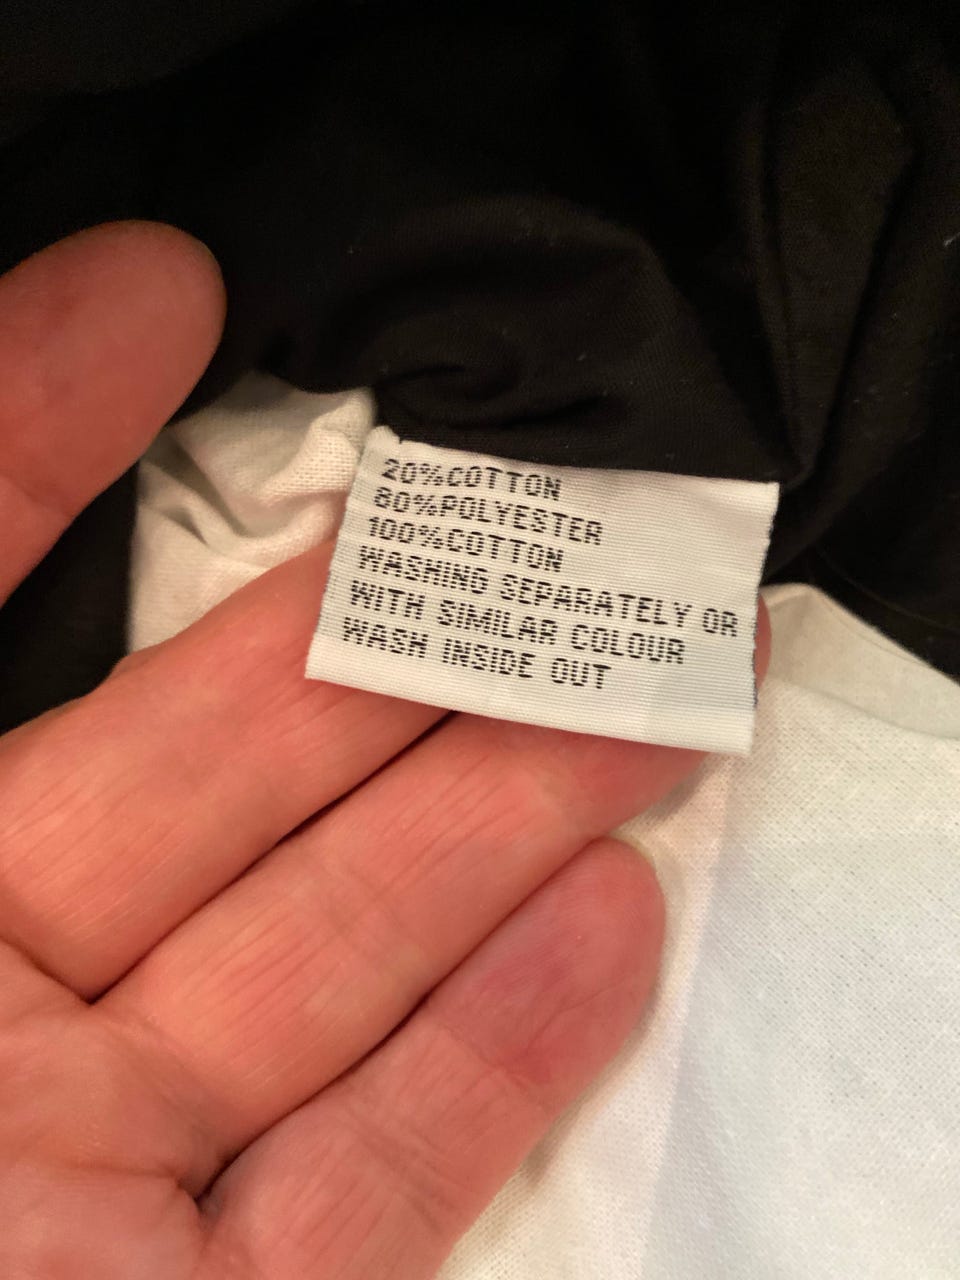 20%COTTON
80%POLYESTER
100%COTTON
WASHING SEPARATELY OR
WITH SIMILAR COLOUR
WASH INSIDE OUT